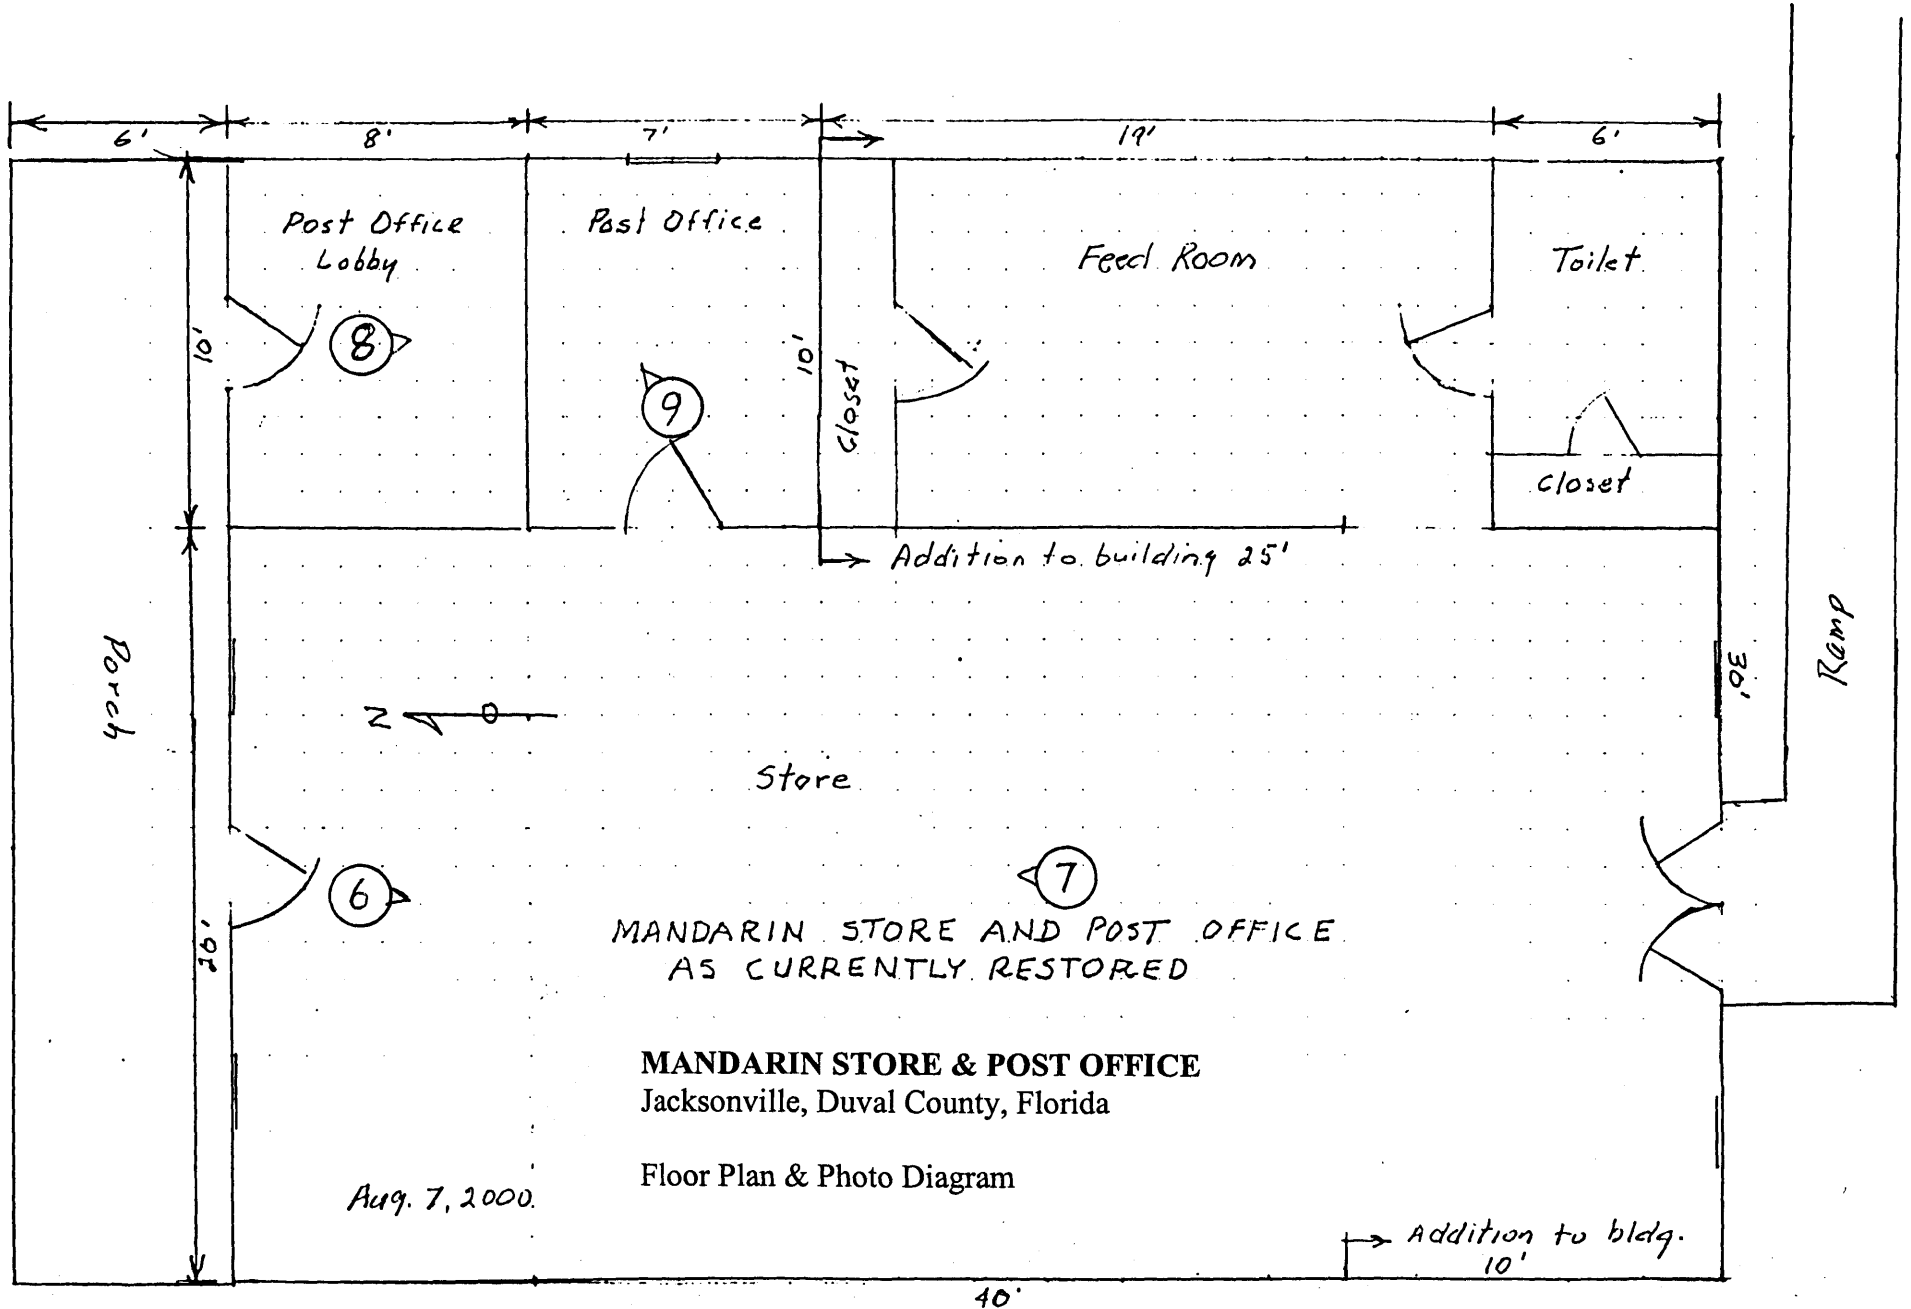 6' 8' 7' 19' 6'
Post Office
Lobby
Post Office
Feed Room
Toilet
10'
8
10'
Closet
9
Closet
Addition to building 25'
Porch
30'
Ramp
N
Store
6
7
20'
MANDARIN STORE AND POST OFFICE
AS CURRENTLY RESTORED
MANDARIN STORE & POST OFFICE
Jacksonville, Duval County, Florida
Floor Plan & Photo Diagram
Aug. 7, 2000
Addition to bldg.
10'
40'